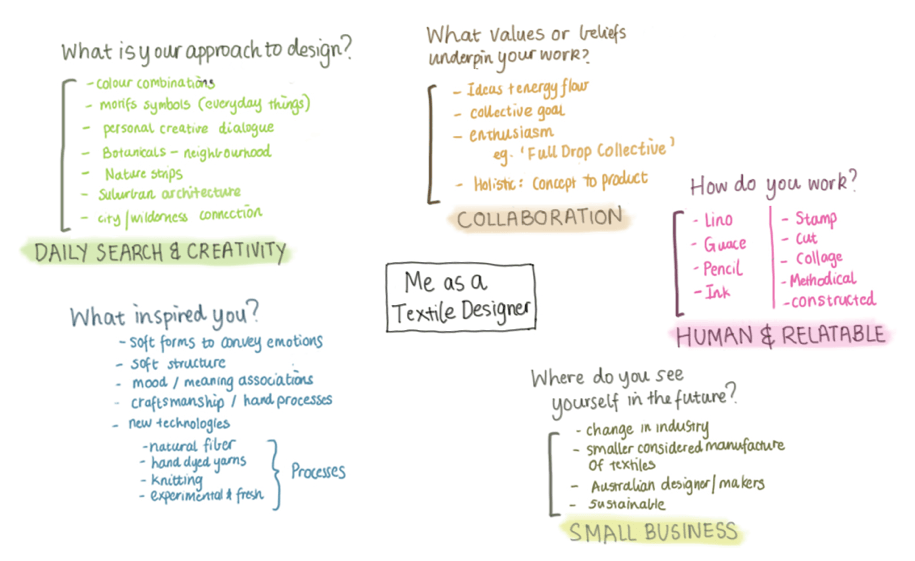 What is your approach to design?
- colour combinations
- morifs symbols (everyday things)
- personal creative dialogue
- Botanicals - neighbourhood
- Nature strips
- Suburban architecture
- city/wilderness connection
DAILY SEARCH & CREATIVITY
What values or beliefs
underpin your work?
- Ideas + energy flow
- collective goal
- enthusiasm
eg. 'Full Drop Collective'
- Holistic: Concept to product
COLLABORATION
How do you work?
- Lino
- Guace
- Pencil
- Ink
- Stamp
- Cut
- Collage
- Methodical
- constructed
HUMAN & RELATABLE
Me as a
Textile Designer
What inspired you?
- soft forms to convey emotions
- soft structure
- mood / meaning associations
- craftsmanship / hand processes
- new technologies
- natural fiber
- hand dyed yarns
- knitting
- experimental & fresh
Processes
Where do you see
yourself in the future?
- change in industry
- smaller considered manufacture
of textiles
- Australian designer/makers
- sustainable
SMALL BUSINESS